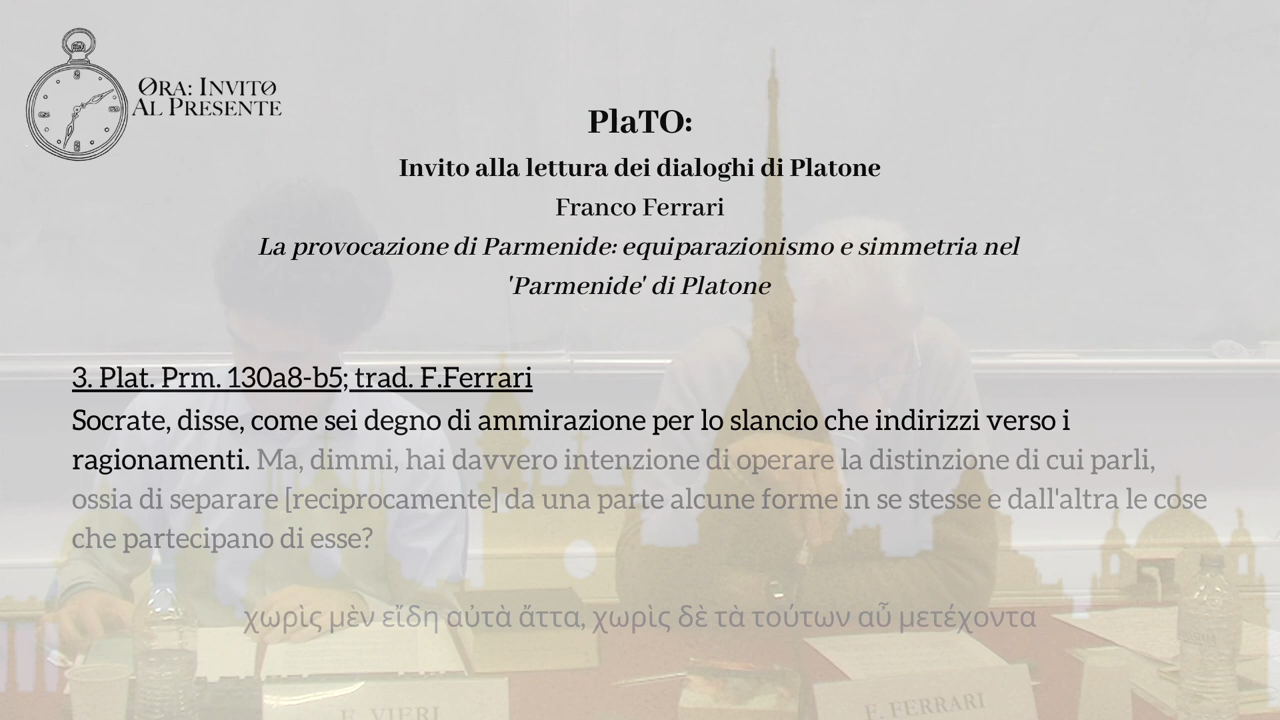 ØRA: INVITØ
AL PRESENTE
PlaTO:
Invito alla lettura dei dialoghi di Platone
Franco Ferrari
La provocazione di Parmenide: equiparazionismo e simmetria nel
'Parmenide' di Platone
3. Plat. Prm. 130a8-b5; trad. F.Ferrari
Socrate, disse, come sei degno di ammirazione per lo slancio che indirizzi verso i
ragionamenti. Ma, dimmi, hai davvero intenzione di operare la distinzione di cui parli,
ossia di separare [reciprocamente] da una parte alcune forme in se stesse e dall'altra le cose
che partecipano di esse?
χωρὶς μὲν εἴδη αὐτὰ ἄττα, χωρὶς δὲ τὰ τούτων αὖ μετέχοντα
F. VIERI
F. FERRARI